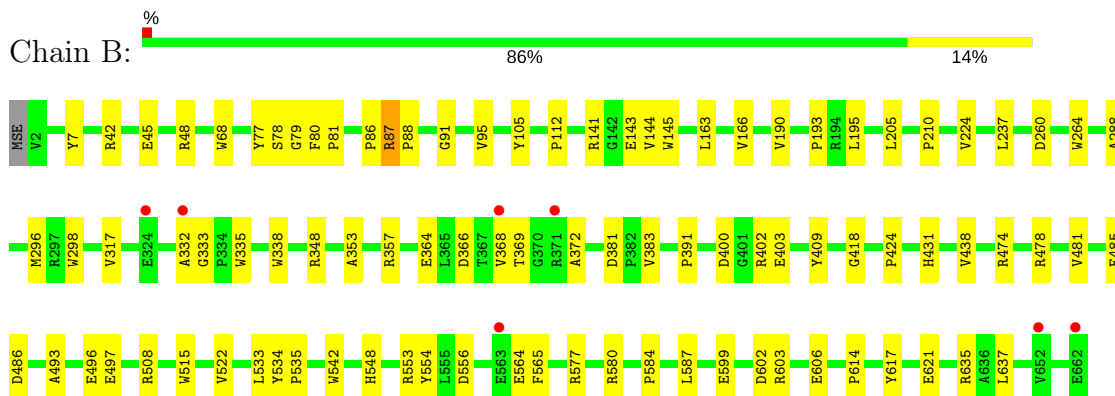 %
Chain B:
86% 14%
MSE V2 Y7 R42 E45 R48 W68 Y77 S78 G79 F80 P81 P86 R87 P88 G91 V95 Y105 P112 R141 G142 E143 V144 W145 L163 V166 V190 P193 R194 L195 L205 P210 V224 L237 D260 W264 A288
M296 R297 W298 V317 E324 A332 G333 P334 W335 W338 R348 A353 R357 E364 L365 D366 T367 V368 T369 G370 R371 A372 D381 P382 V383 P391 D400 G401 R402 E403 Y409 G418 P424 H431 V438 R474 R478 V481 E485
D486 A493 E496 E497 R508 W515 V522 L533 Y534 P535 W542 H548 R553 Y554 L555 D556 E563 E564 F565 R577 R580 P584 L587 E599 D602 R603 E606 P614 Y617 E621 R635 A636 L637 V652 E662